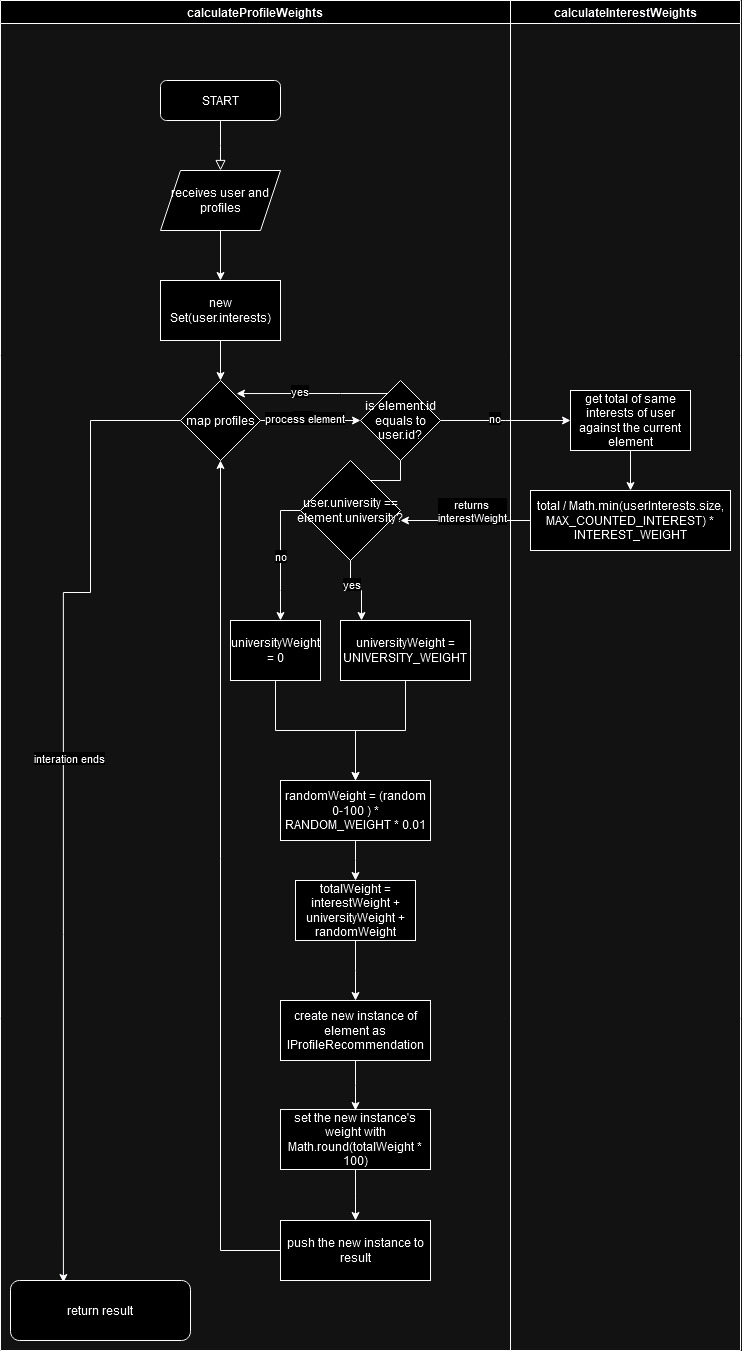 calculateProfileWeights
calculateInterestWeights
START
receives user and
profiles
new
Set(user.interests)
map profiles
process element
yes
is element.id
equals to
user.id?
no
get total of same
interests of user
against the current
element
total / Math.min(userInterests.size,
MAX_COUNTED_INTEREST) *
INTEREST_WEIGHT
returns
interestWeight
user.university ==
element.university?
no
yes
universityWeight
= 0
universityWeight =
UNIVERSITY_WEIGHT
interation ends
randomWeight = (random
0-100 ) *
RANDOM_WEIGHT * 0.01
totalWeight =
interestWeight +
universityWeight +
randomWeight
create new instance of
element as
IProfileRecommendation
set the new instance's
weight with
Math.round(totalWeight *
100)
push the new instance to
result
return result